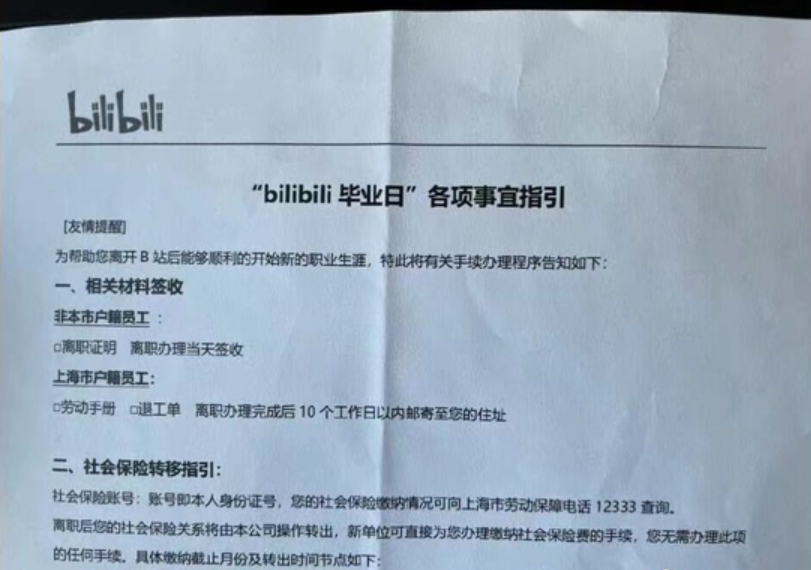 bilibili
“bilibili 毕业日”各项事宜指引
[友情提醒]
为帮助您离开 B 站后能够顺利的开始新的职业生涯，特此将有关手续办理程序告知如下：
一、相关材料签收
非本市户籍员工 ：
□离职证明 离职办理当天签收
上海市户籍员工：
□劳动手册 □退工单 离职办理完成后 10 个工作日以内邮寄至您的住址
二、社会保险转移指引：
社会保险账号：账号即本人身份证号，您的社会保险缴纳情况可向上海市劳动保障电话 12333 查询。
离职后您的社会保险关系将由本公司操作转出，新单位可直接为您办理缴纳社会保险费的手续，您无需办理此项
的任何手续。具体缴纳截止月份及转出时间节点如下：